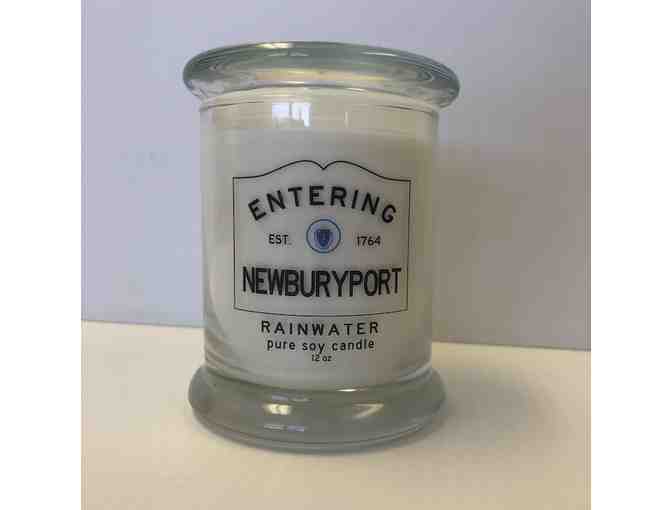 ENTERING
EST. 1764
NEWBURYPORT
RAINWATER
pure soy candle
12 oz